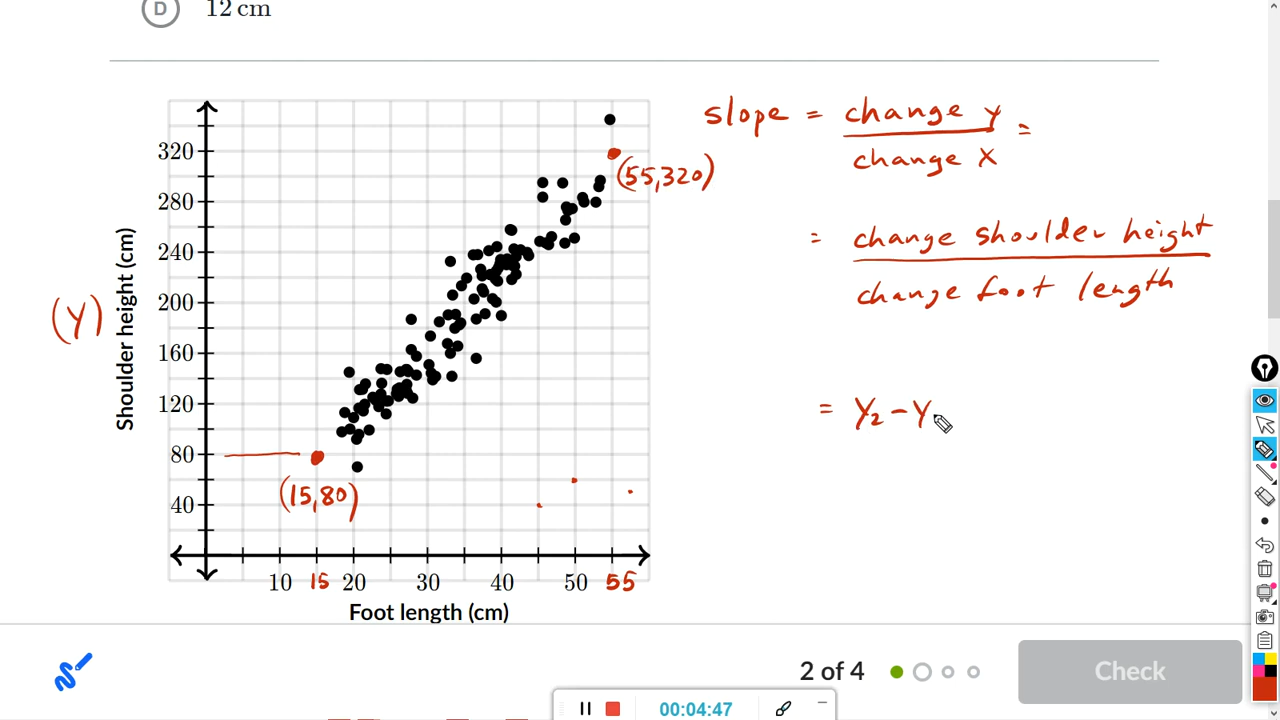 D 12 cm
slope = change y / change x =
= change shoulder height / change foot length
= y₂ - y
(y)
Shoulder height (cm)
320
280
240
200
160
120
80
40
(55,320)
(15,80)
10 15 20 30 40 50 55
Foot length (cm)
2 of 4
Check
00:04:47